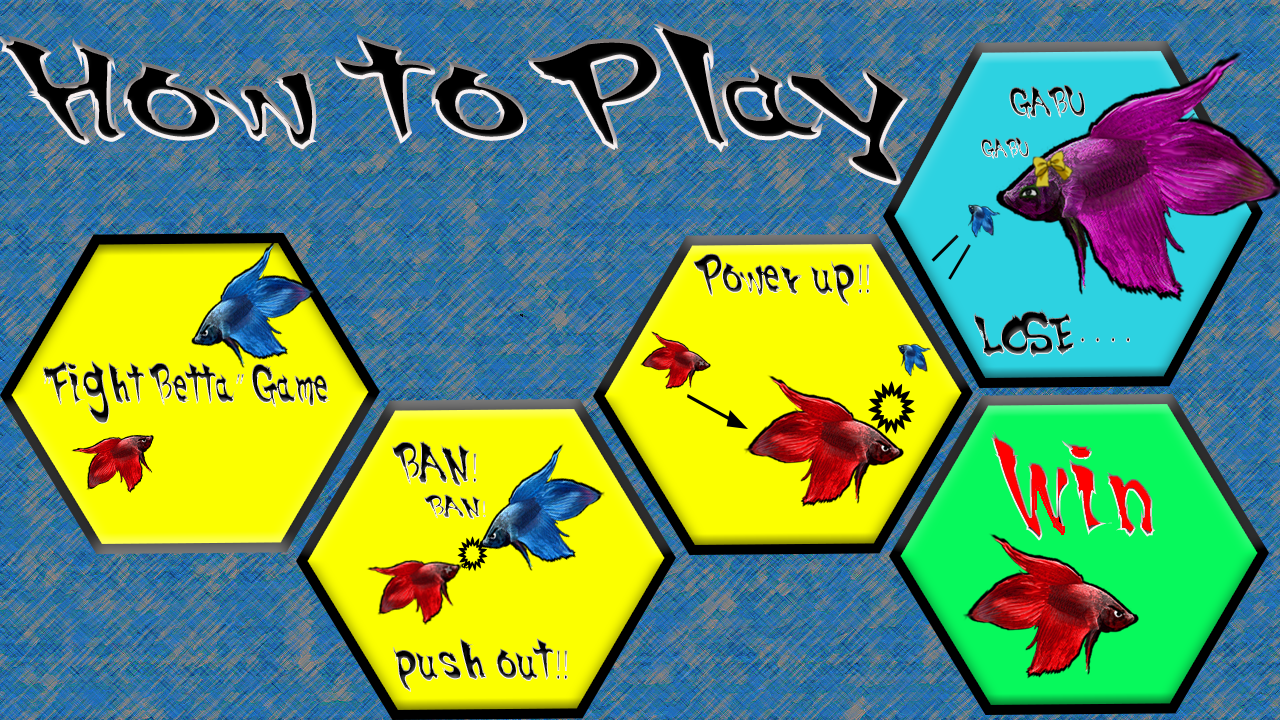 How to Play
"Fight Betta" Game
BAN!
BAN!
push out!!
Power up!!
GABU
GABU
LOSE....
Win